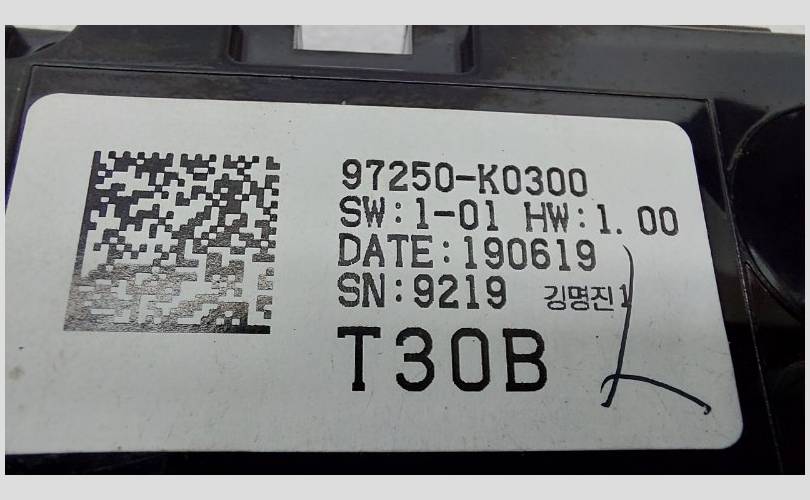 97250-K0300
SW:1-01 HW:1.00
DATE:190619
SN:9219 김명진1
T30B